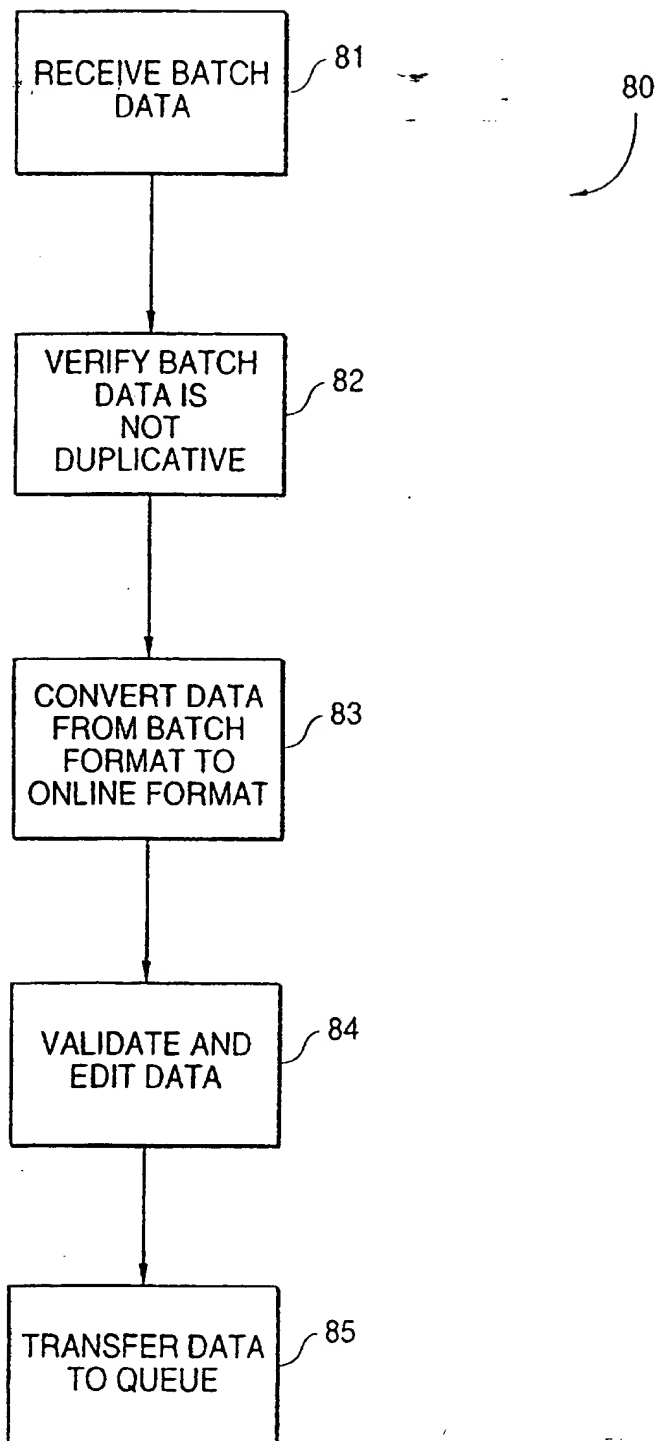 RECEIVE BATCH
DATA
81
80
VERIFY BATCH
DATA IS
NOT
DUPLICATIVE
82
CONVERT DATA
FROM BATCH
FORMAT TO
ONLINE FORMAT
83
VALIDATE AND
EDIT DATA
84
TRANSFER DATA
TO QUEUE
85